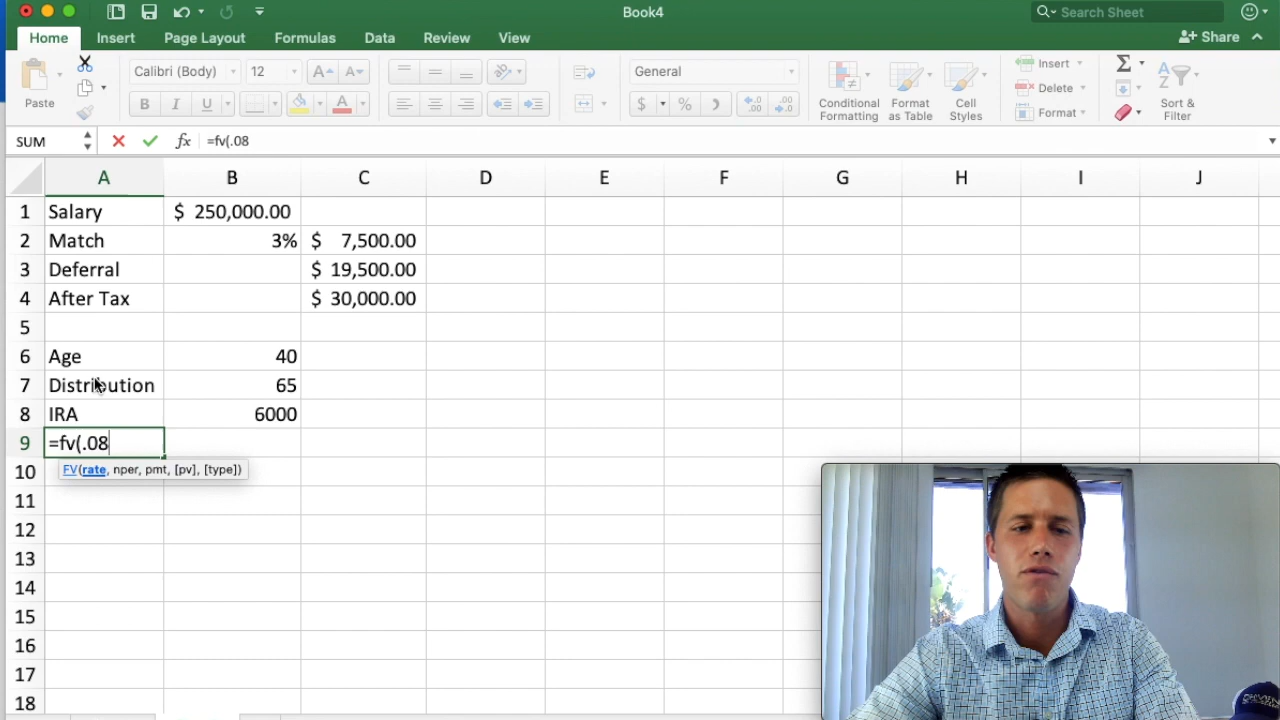 Book4
Search Sheet
Home Insert Page Layout Formulas Data Review View
Share
Paste
Calibri (Body) 12
General
$ %
Conditional Formatting
Format as Table
Cell Styles
Insert
Delete
Format
Sort & Filter
SUM fx =fv(.08
A B C D E F G H I J
1 Salary $ 250,000.00
2 Match 3% $ 7,500.00
3 Deferral $ 19,500.00
4 After Tax $ 30,000.00
5
6 Age 40
7 Distribution 65
8 IRA 6000
9 =fv(.08
FV(rate, nper, pmt, [pv], [type])
10
11
12
13
14
15
16
17
18